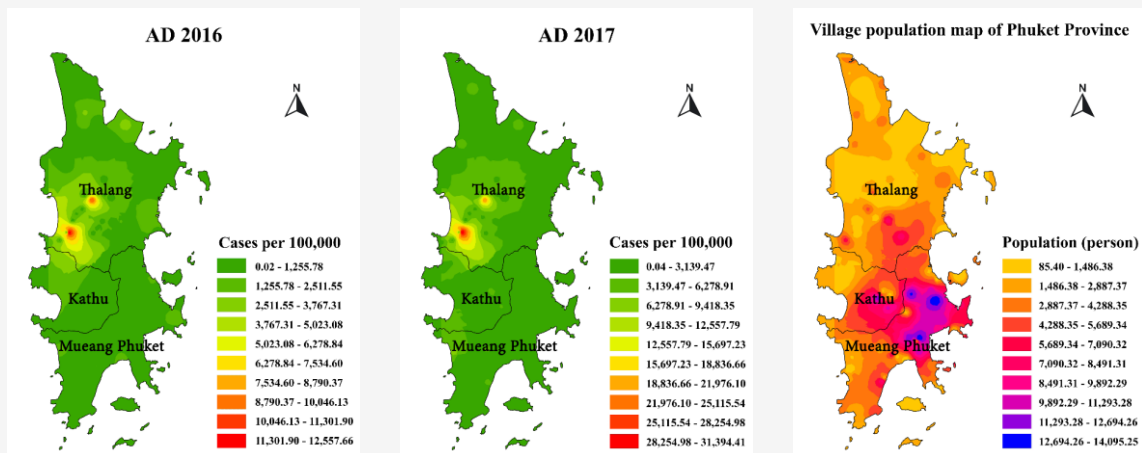 AD 2016
N
Thalang
Kathu
Mueang Phuket
Cases per 100,000
0.02 - 1,255.78
1,255.78 - 2,511.55
2,511.55 - 3,767.31
3,767.31 - 5,023.08
5,023.08 - 6,278.84
6,278.84 - 7,534.60
7,534.60 - 8,790.37
8,790.37 - 10,046.13
10,046.13 - 11,301.90
11,301.90 - 12,557.66
AD 2017
N
Thalang
Kathu
Mueang Phuket
Cases per 100,000
0.04 - 3,139.47
3,139.47 - 6,278.91
6,278.91 - 9,418.35
9,418.35 - 12,557.79
12,557.79 - 15,697.23
15,697.23 - 18,836.66
18,836.66 - 21,976.10
21,976.10 - 25,115.54
25,115.54 - 28,254.98
28,254.98 - 31,394.41
Village population map of Phuket Province
N
Thalang
Kathu
Mueang Phuket
Population (person)
85.40 - 1,486.38
1,486.38 - 2,887.37
2,887.37 - 4,288.35
4,288.35 - 5,689.34
5,689.34 - 7,090.32
7,090.32 - 8,491.31
8,491.31 - 9,892.29
9,892.29 - 11,293.28
11,293.28 - 12,694.26
12,694.26 - 14,095.25